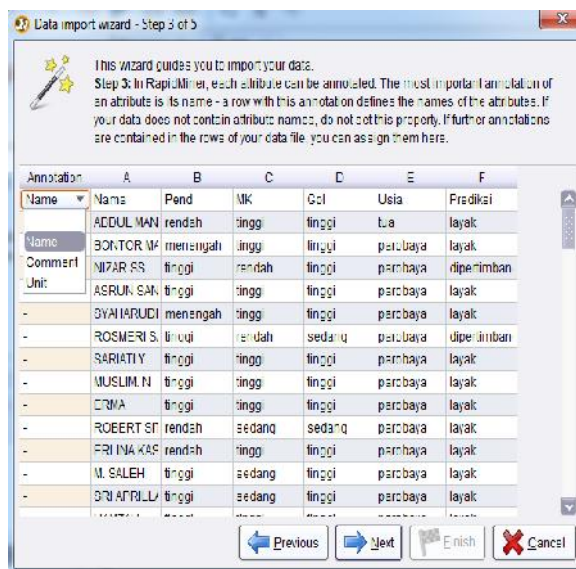 Data import wizard - Step 3 of 5
This wizard guides you to import your data.
Step 3: In RapidMiner, each attribute can be annotated. The most important annotation of
an attribute is its name - a row with this annotation defines the names of the attributes. If
your data does not contain attribute names, do not set this property. If further annotations
are contained in the rows of your data file, you can assign them here.
Annotation A B C D E F
Name Nama Pend MK Gol Usia Predikai
ABDUL MAN rendah tinggi tinggi tua layak
Name BONTOR MA menengah tinggi tinggi parobaya layak
Comment NIZAR SS tinggi rendah tinggi parobaya dipertimban
Unit ASRUN SAN tinggi tinggi tinggi parobaya layak
- SYAHARUDI menengah tinggi tinggi parobaya layak
- ROSMERI S. tinggi rendah sedang parobaya dipertimban
- SARIATI Y tinggi tinggi tinggi parobaya layak
- MUSLIM. N tinggi tinggi tinggi parobaya layak
- ERMA tinggi tinggi tinggi parobaya layak
- ROBERT SIT rendah sedang sedang parobaya layak
- ERLINA KAS rendah sedang tinggi parobaya layak
- M. SALEH tinggi sedang tinggi parobaya layak
- SRI APRILLA tinggi sedang tinggi parobaya layak
Previous Next Finish Cancel